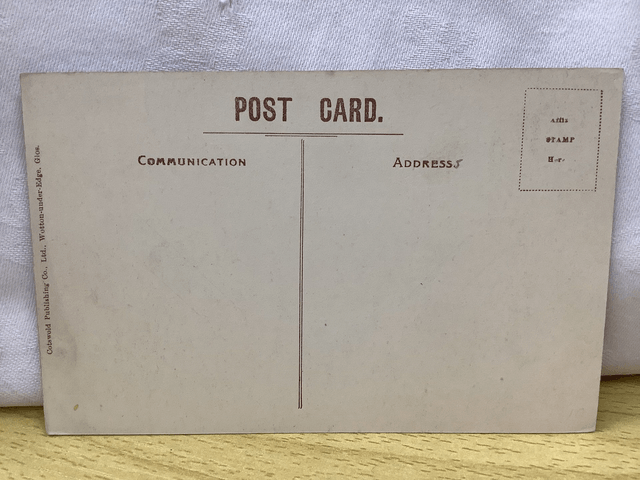 POST CARD.
COMMUNICATION
ADDRESS
Affix
STAMP
Here
Cotswold Publishing Co., Ltd., Wotton-under-Edge, Glos.